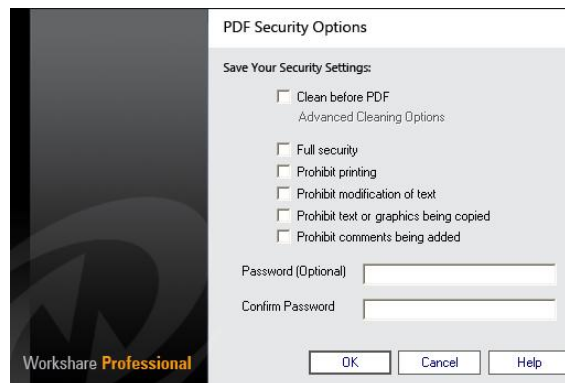 PDF Security Options
Save Your Security Settings:
Clean before PDF
Advanced Cleaning Options
Full security
Prohibit printing
Prohibit modification of text
Prohibit text or graphics being copied
Prohibit comments being added
Password (Optional)
Confirm Password
Workshare Professional
OK Cancel Help